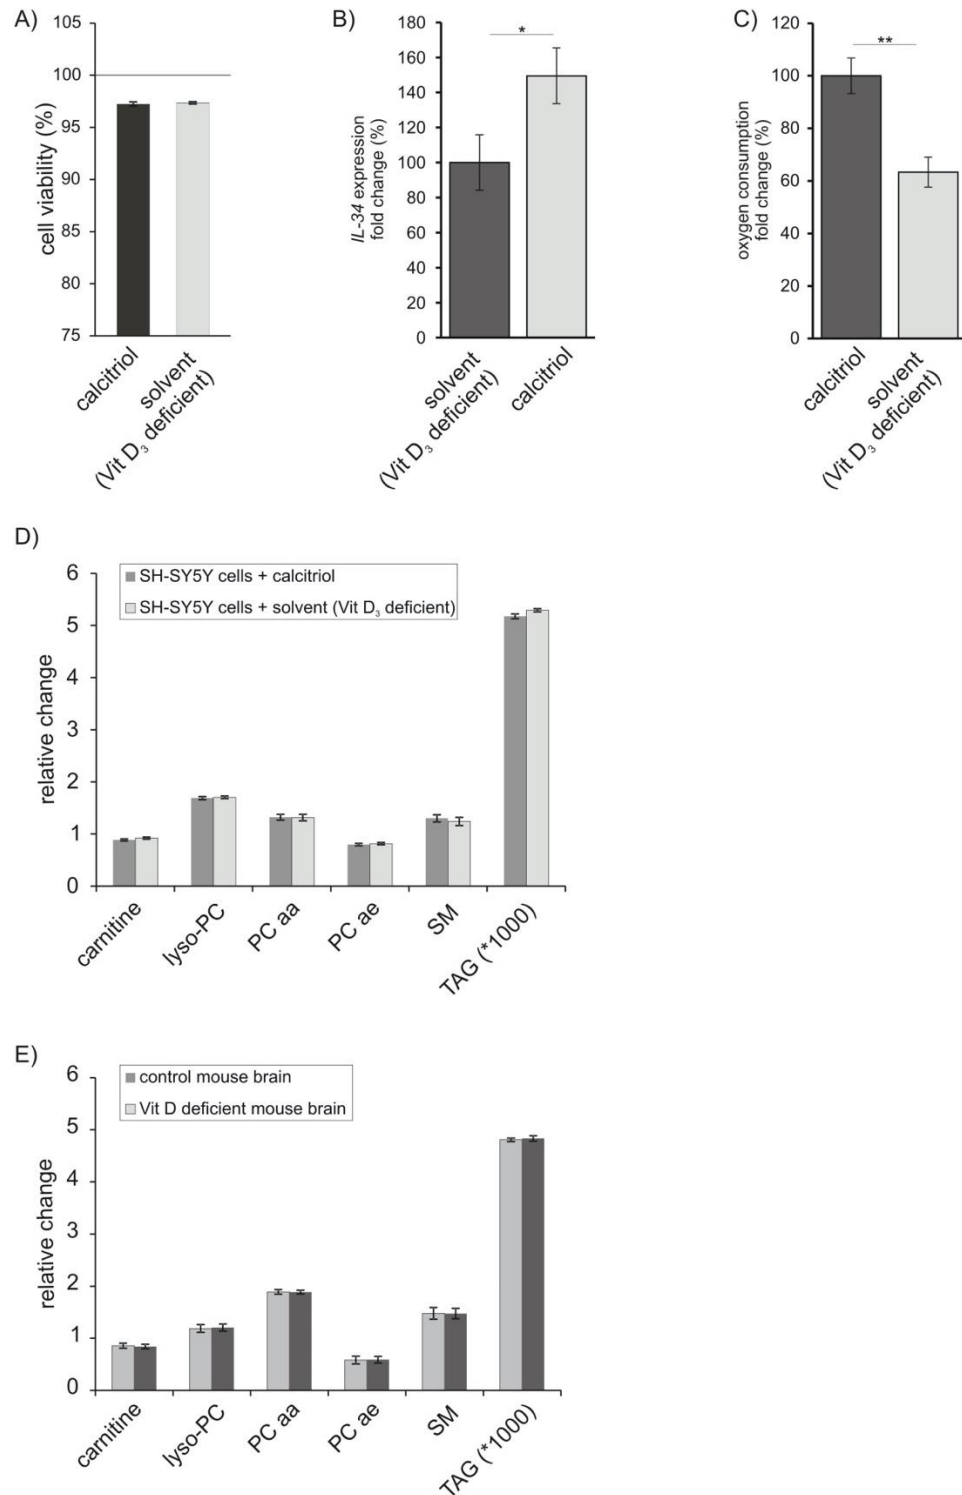 A)
105
100
95
90
85
80
75
cell viability (%)
calcitriol
solvent
(Vit D₃ deficient)
B)
180
160
140
120
100
80
60
40
20
0
IL-34 expression
fold change (%)
*
solvent
(Vit D₃ deficient)
calcitriol
C)
120
100
80
60
40
20
0
oxygen consumption
fold change (%)
**
calcitriol
solvent
(Vit D₃ deficient)
D)
6
5
4
3
2
1
0
relative change
SH-SY5Y cells + calcitriol
SH-SY5Y cells + solvent (Vit D₃ deficient)
carnitine
lyso-PC
PC aa
PC ae
SM
TAG (*1000)
E)
6
5
4
3
2
1
0
relative change
control mouse brain
Vit D deficient mouse brain
carnitine
lyso-PC
PC aa
PC ae
SM
TAG (*1000)